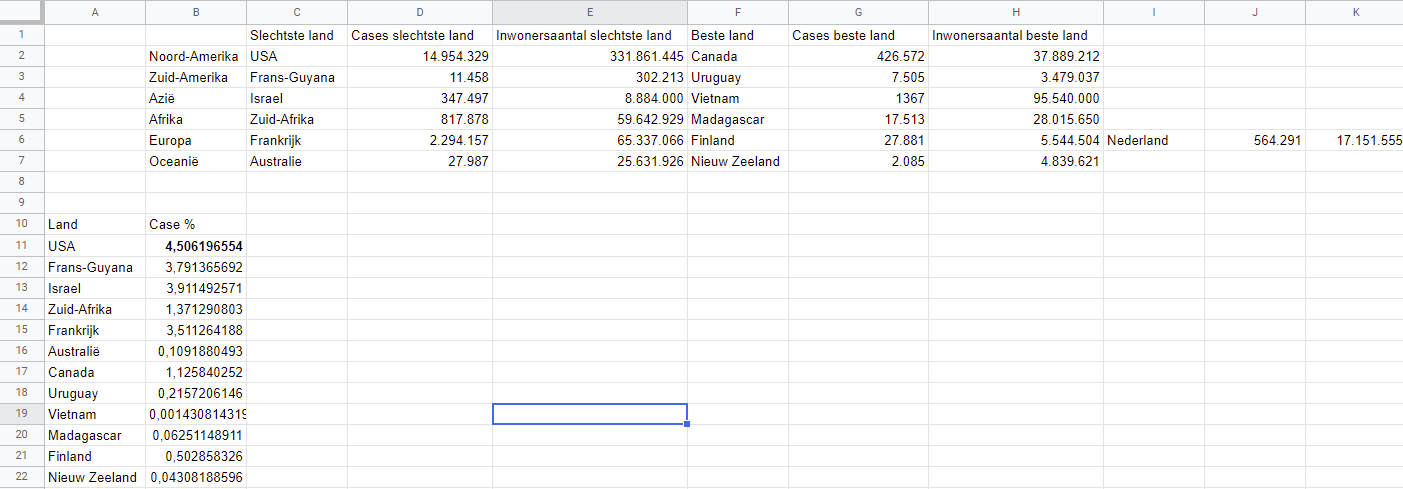 A B C D E F G H I J K
1 Slechtste land Cases slechtste land Inwonersaantal slechtste land Beste land Cases beste land Inwonersaantal beste land
2 Noord-Amerika USA 14.954.329 331.861.445 Canada 426.572 37.889.212
3 Zuid-Amerika Frans-Guyana 11.458 302.213 Uruguay 7.505 3.479.037
4 Azië Israel 347.497 8.884.000 Vietnam 1367 95.540.000
5 Afrika Zuid-Afrika 817.878 59.642.929 Madagascar 17.513 28.015.650
6 Europa Frankrijk 2.294.157 65.337.066 Finland 27.881 5.544.504 Nederland 564.291 17.151.555
7 Oceanië Australie 27.987 25.631.926 Nieuw Zeeland 2.085 4.839.621
8
9
10 Land Case %
11 USA 4,506196554
12 Frans-Guyana 3,791365692
13 Israel 3,911492571
14 Zuid-Afrika 1,371290803
15 Frankrijk 3,511264188
16 Australië 0,1091880493
17 Canada 1,125840252
18 Uruguay 0,2157206146
19 Vietnam 0,001430814319
20 Madagascar 0,06251148911
21 Finland 0,502858326
22 Nieuw Zeeland 0,04308188596